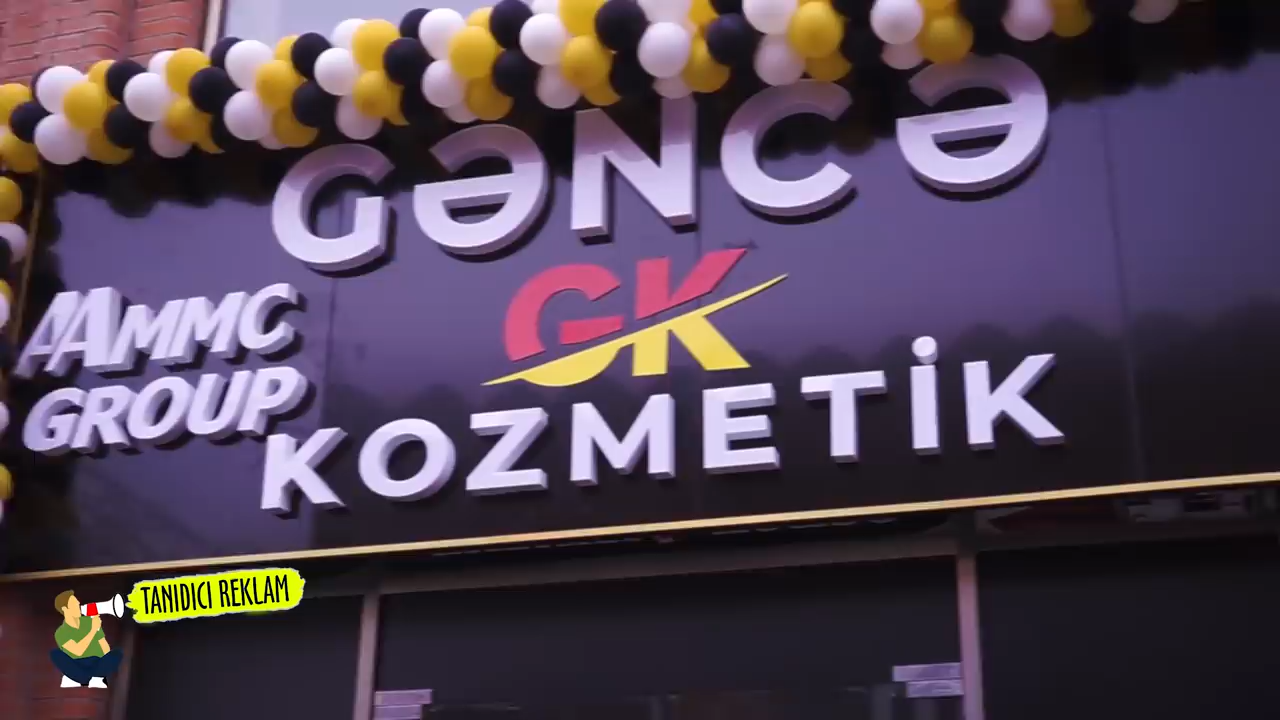 GƏNCƏ
GK
AAMMC
GROUP
KOZMETİK
TANIDICI REKLAM